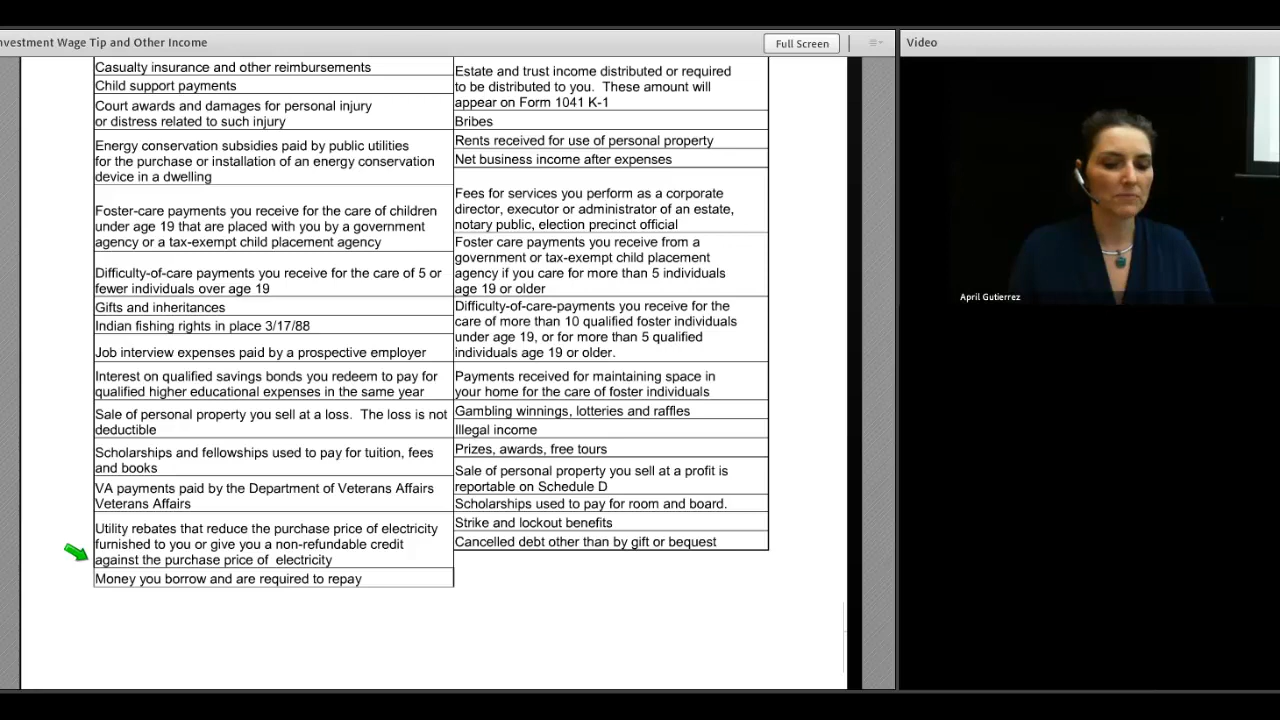 nvestment Wage Tip and Other Income
Full Screen
Video
Casualty insurance and other reimbursements
Child support payments
Court awards and damages for personal injury
or distress related to such injury
Energy conservation subsidies paid by public utilities
for the purchase or installation of an energy conservation
device in a dwelling
Foster-care payments you receive for the care of children
under age 19 that are placed with you by a government
agency or a tax-exempt child placement agency
Difficulty-of-care payments you receive for the care of 5 or
fewer individuals over age 19
Gifts and inheritances
Indian fishing rights in place 3/17/88
Job interview expenses paid by a prospective employer
Interest on qualified savings bonds you redeem to pay for
qualified higher educational expenses in the same year
Sale of personal property you sell at a loss.  The loss is not
deductible
Scholarships and fellowships used to pay for tuition, fees
and books
VA payments paid by the Department of Veterans Affairs
Veterans Affairs
Utility rebates that reduce the purchase price of electricity
furnished to you or give you a non-refundable credit
against the purchase price of  electricity
Money you borrow and are required to repay
Estate and trust income distributed or required
to be distributed to you.  These amount will
appear on Form 1041 K-1
Bribes
Rents received for use of personal property
Net business income after expenses
Fees for services you perform as a corporate
director, executor or administrator of an estate,
notary public, election precinct official
Foster care payments you receive from a
government or tax-exempt child placement
agency if you care for more than 5 individuals
age 19 or older
Difficulty-of-care-payments you receive for the
care of more than 10 qualified foster individuals
under age 19, or for more than 5 qualified
individuals age 19 or older.
Payments received for maintaining space in
your home for the care of foster individuals
Gambling winnings, lotteries and raffles
Illegal income
Prizes, awards, free tours
Sale of personal property you sell at a profit is
reportable on Schedule D
Scholarships used to pay for room and board.
Strike and lockout benefits
Cancelled debt other than by gift or bequest
April Gutierrez